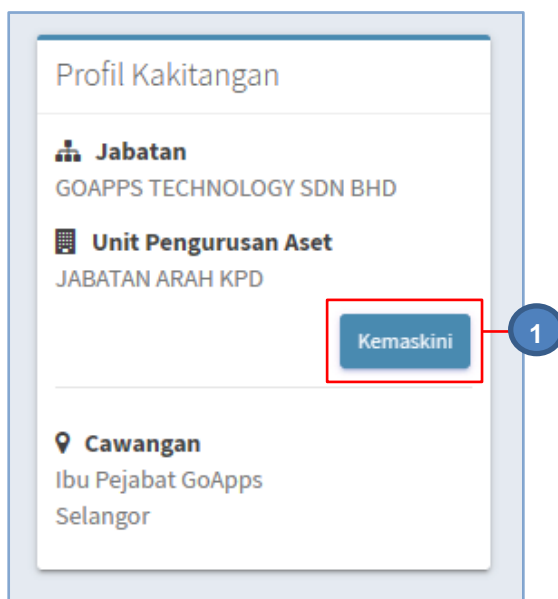 Profil Kakitangan
Jabatan
GOAPPS TECHNOLOGY SDN BHD
Unit Pengurusan Aset
JABATAN ARAH KPD
Kemaskini
1
Cawangan
Ibu Pejabat GoApps
Selangor